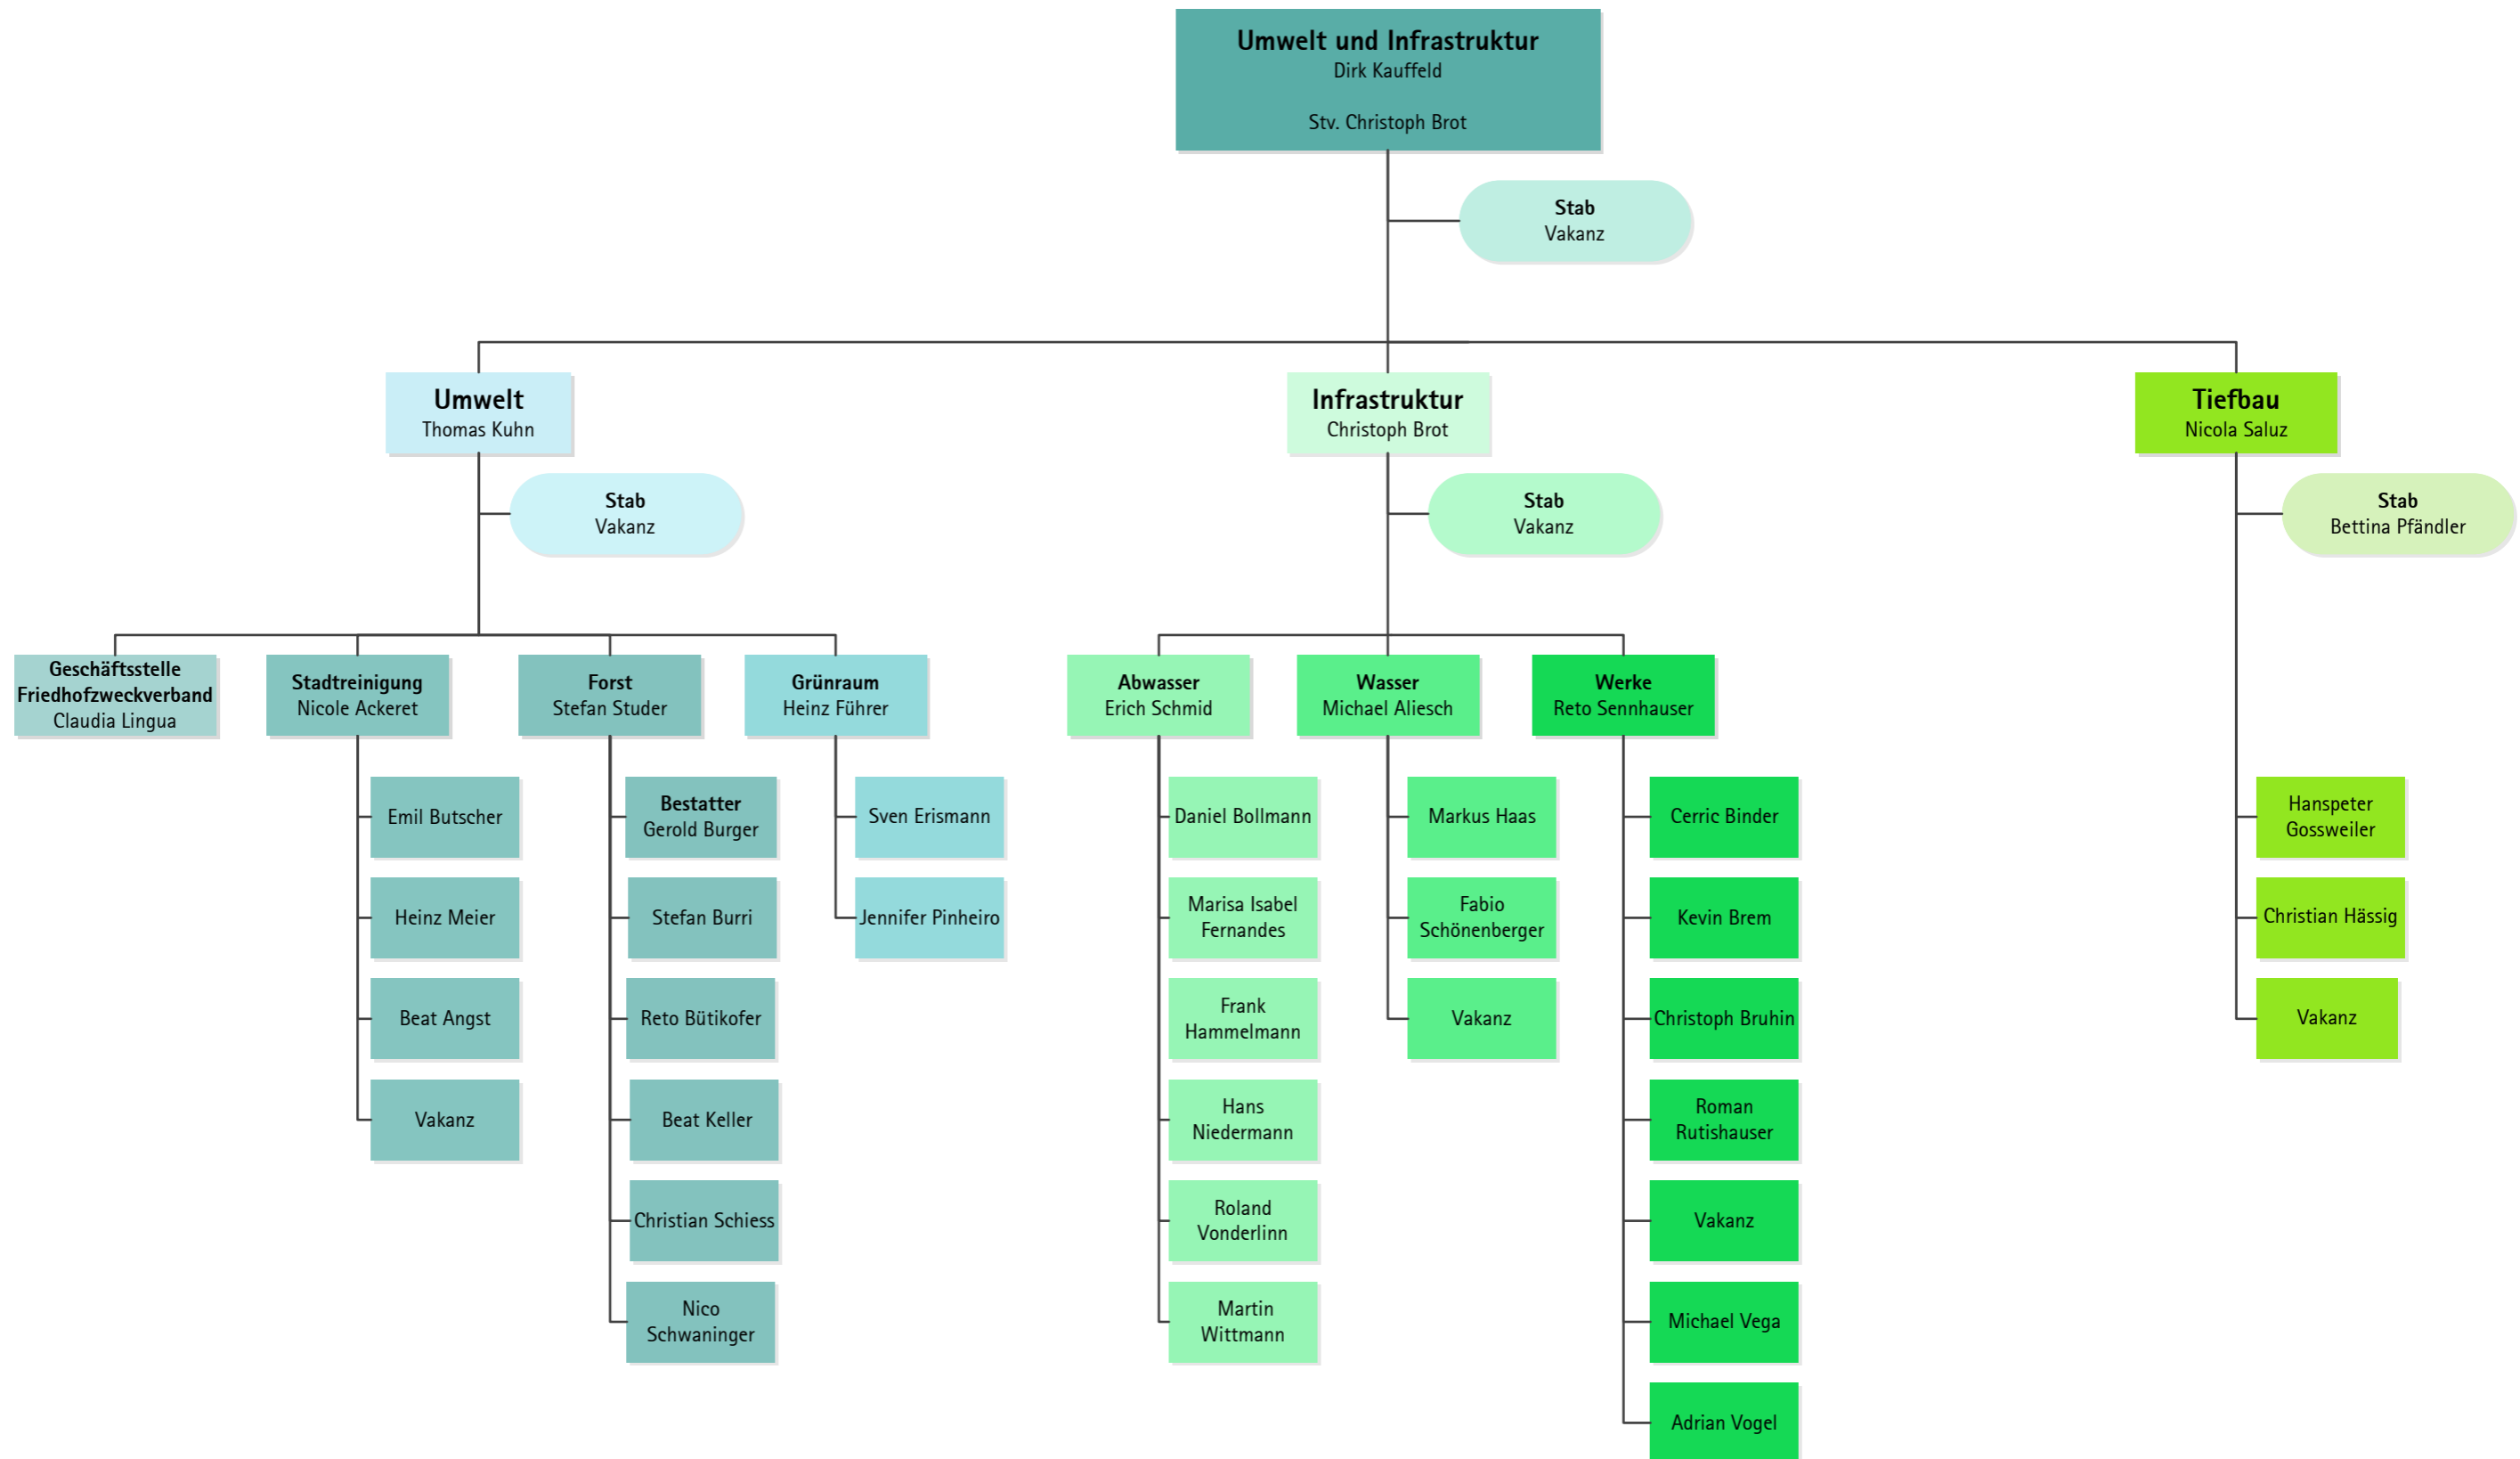 Umwelt und Infrastruktur
Dirk Kauffeld
Stv. Christoph Brot
Stab
Vakanz
Umwelt
Thomas Kuhn
Infrastruktur
Christoph Brot
Tiefbau
Nicola Saluz
Stab
Vakanz
Stab
Vakanz
Stab
Bettina Pfändler
Geschäftsstelle
Friedhofzweckverband
Claudia Lingua
Stadtreinigung
Nicole Ackeret
Forst
Stefan Studer
Grünraum
Heinz Führer
Abwasser
Erich Schmid
Wasser
Michael Aliesch
Werke
Reto Sennhauser
Emil Butscher
Heinz Meier
Beat Angst
Vakanz
Bestatter
Gerold Burger
Stefan Burri
Reto Bütikofer
Beat Keller
Christian Schiess
Nico
Schwaninger
Sven Erismann
Jennifer Pinheiro
Daniel Bollmann
Marisa Isabel
Fernandes
Frank
Hammelmann
Hans
Niedermann
Roland
Vonderlinn
Martin
Wittmann
Markus Haas
Fabio
Schönenberger
Vakanz
Cerric Binder
Kevin Brem
Christoph Bruhin
Roman
Rutishauser
Vakanz
Michael Vega
Adrian Vogel
Hanspeter
Gossweiler
Christian Hässig
Vakanz